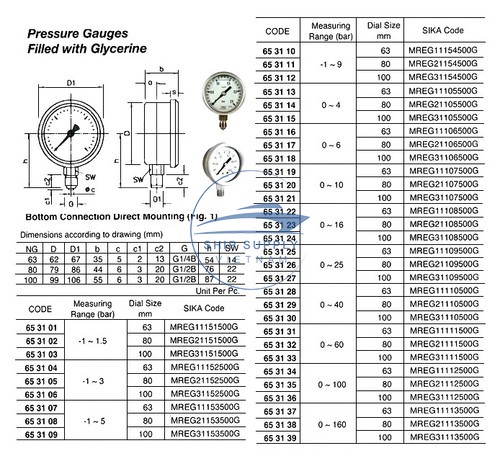 Pressure Gauges
Filled with Glycerine
D1
b
a
s
D
h
h
SW
SW
c2
c1
c2
c
G
D1
Bottom Connection Direct Mounting (Fig. 1)
Dimensions according to drawing (mm)
NG D D1 b c c1 c2 G h SW
63 62 67 35 5 2 13 G1/4B 54 14
80 79 86 44 6 3 20 G1/2B 76 22
100 99 106 55 6 3 20 G1/2B 87 22
Unit Per Pc.
CODE Measuring Range (bar) Dial Size mm SIKA Code
65 31 01 -1 ~ 1.5 63 MREG11151500G
65 31 02 80 MREG21151500G
65 31 03 100 MREG31151500G
65 31 04 -1 ~ 3 63 MREG11152500G
65 31 05 80 MREG21152500G
65 31 06 100 MREG31152500G
65 31 07 -1 ~ 5 63 MREG11153500G
65 31 08 80 MREG21153500G
65 31 09 100 MREG31153500G
CODE Measuring Range (bar) Dial Size mm SIKA Code
65 31 10 -1 ~ 9 63 MREG11154500G
65 31 11 80 MREG21154500G
65 31 12 100 MREG31154500G
65 31 13 0 ~ 4 63 MREG11105500G
65 31 14 80 MREG21105500G
65 31 15 100 MREG31105500G
65 31 16 0 ~ 6 63 MREG11106500G
65 31 17 80 MREG21106500G
65 31 18 100 MREG31106500G
65 31 19 0 ~ 10 63 MREG11107500G
65 31 20 80 MREG21107500G
65 31 21 100 MREG31107500G
65 31 22 0 ~ 16 63 MREG11108500G
65 31 23 80 MREG21108500G
65 31 24 100 MREG31108500G
65 31 25 0 ~ 25 63 MREG11109500G
65 31 26 80 MREG21109500G
65 31 27 100 MREG31109500G
65 31 28 0 ~ 40 63 MREG11110500G
65 31 29 80 MREG21110500G
65 31 30 100 MREG31110500G
65 31 31 0 ~ 60 63 MREG11111500G
65 31 32 80 MREG21111500G
65 31 33 100 MREG31111500G
65 31 34 0 ~ 100 63 MREG11112500G
65 31 35 80 MREG21112500G
65 31 36 100 MREG31112500G
65 31 37 0 ~ 160 63 MREG11113500G
65 31 38 80 MREG21113500G
65 31 39 100 MREG31113500G
SHIP SUPPLY
VIETNAM